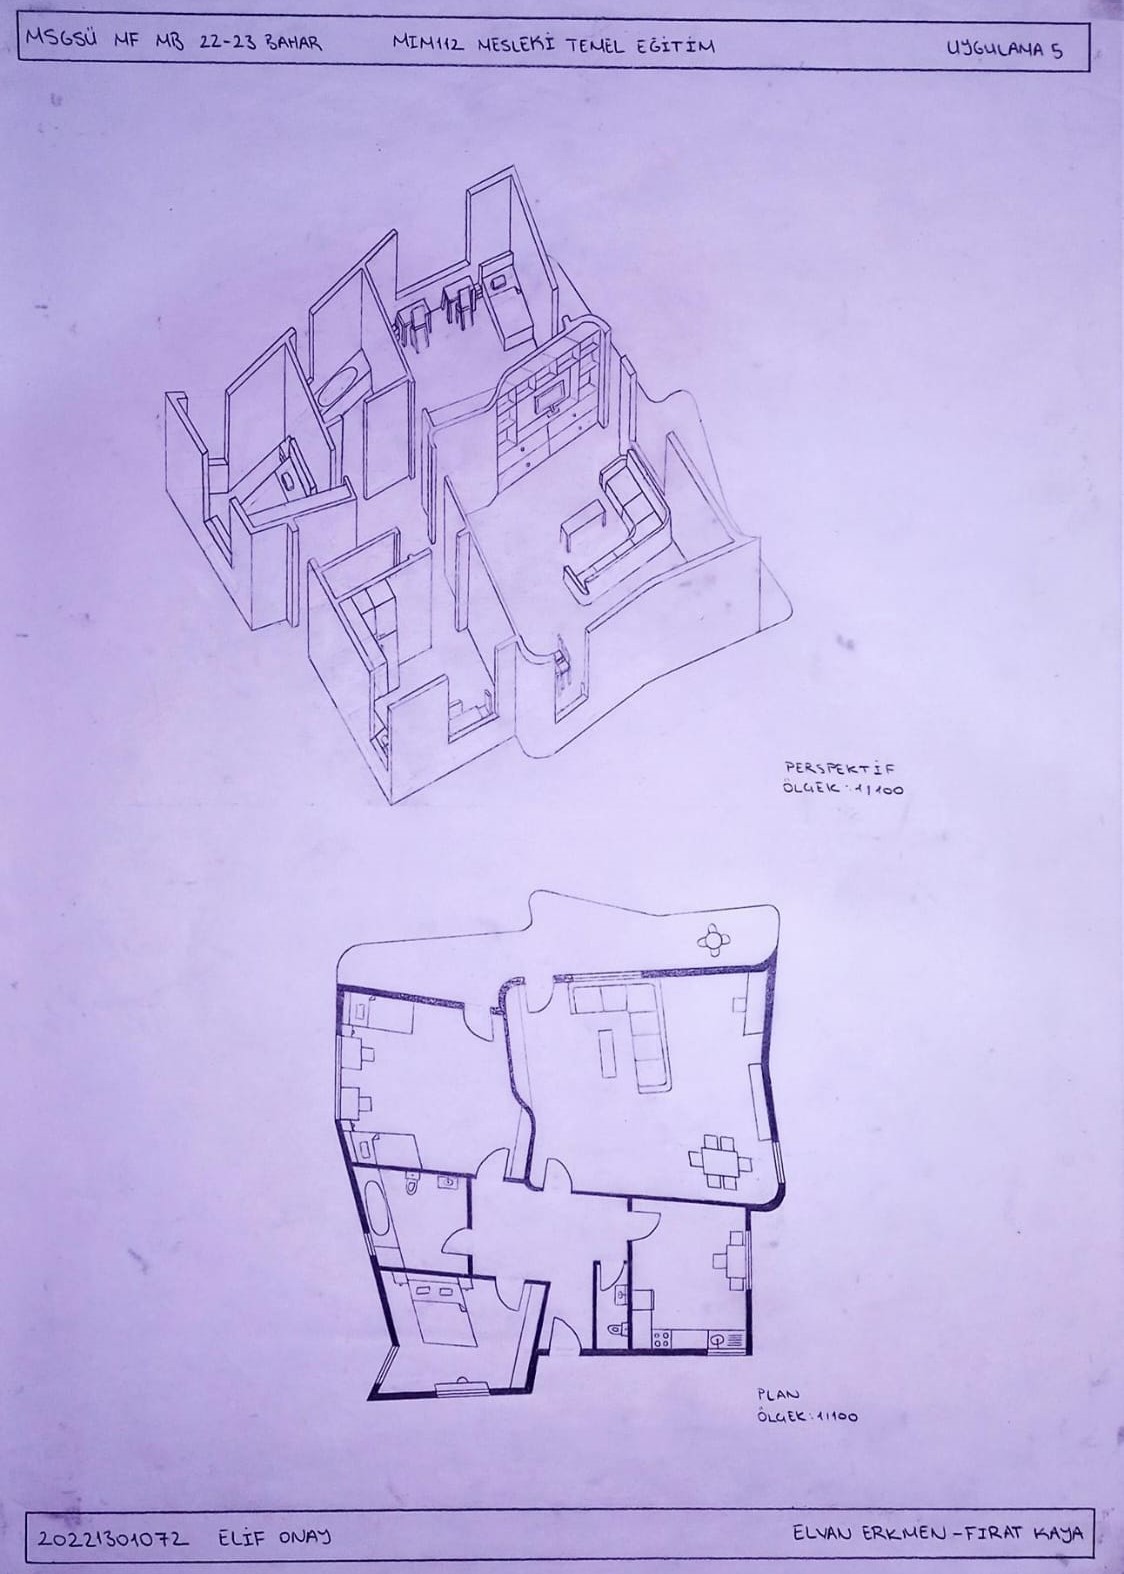 MSGSÜ MF MB 22-23 BAHAR MIM112 MESLEKİ TEMEL EĞİTİM UYGULAMA 5
PERSPEKTİF
ÖLÇEK: 1/100
PLAN
ÖLÇEK: 1/100
20221301072 ELİF ONAY ELVAN ERKMEN-FIRAT KAYA